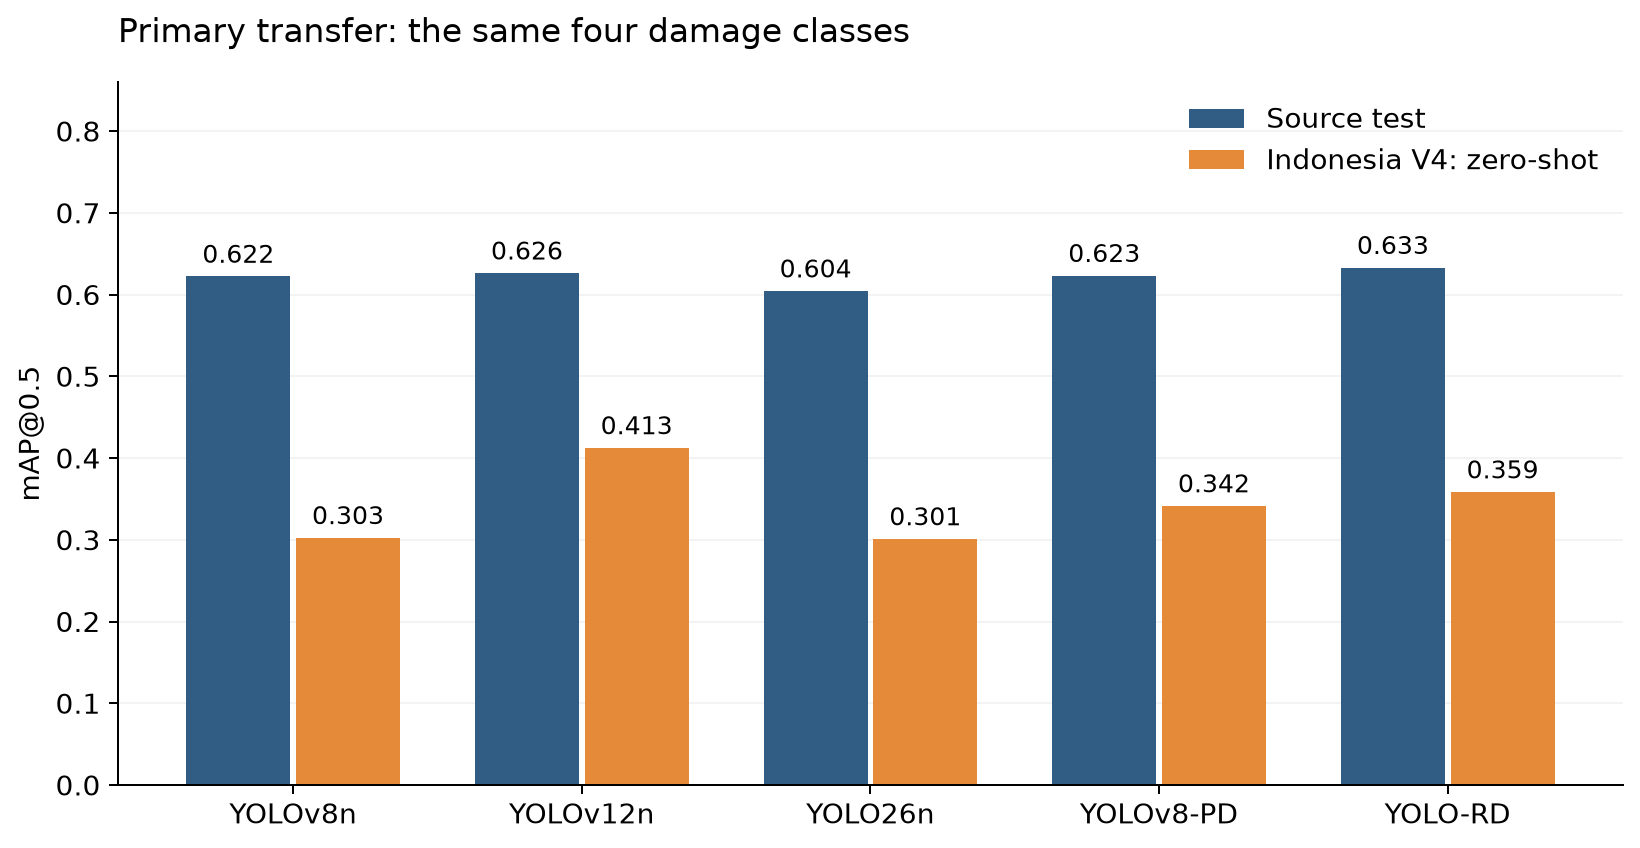 Primary transfer: the same four damage classes
Source test
Indonesia V4: zero-shot
mAP@0.5
0.8
0.7
0.6
0.5
0.4
0.3
0.2
0.1
0.0
0.622
0.303
0.626
0.413
0.604
0.301
0.623
0.342
0.633
0.359
YOLOv8n
YOLOv12n
YOLO26n
YOLOv8-PD
YOLO-RD